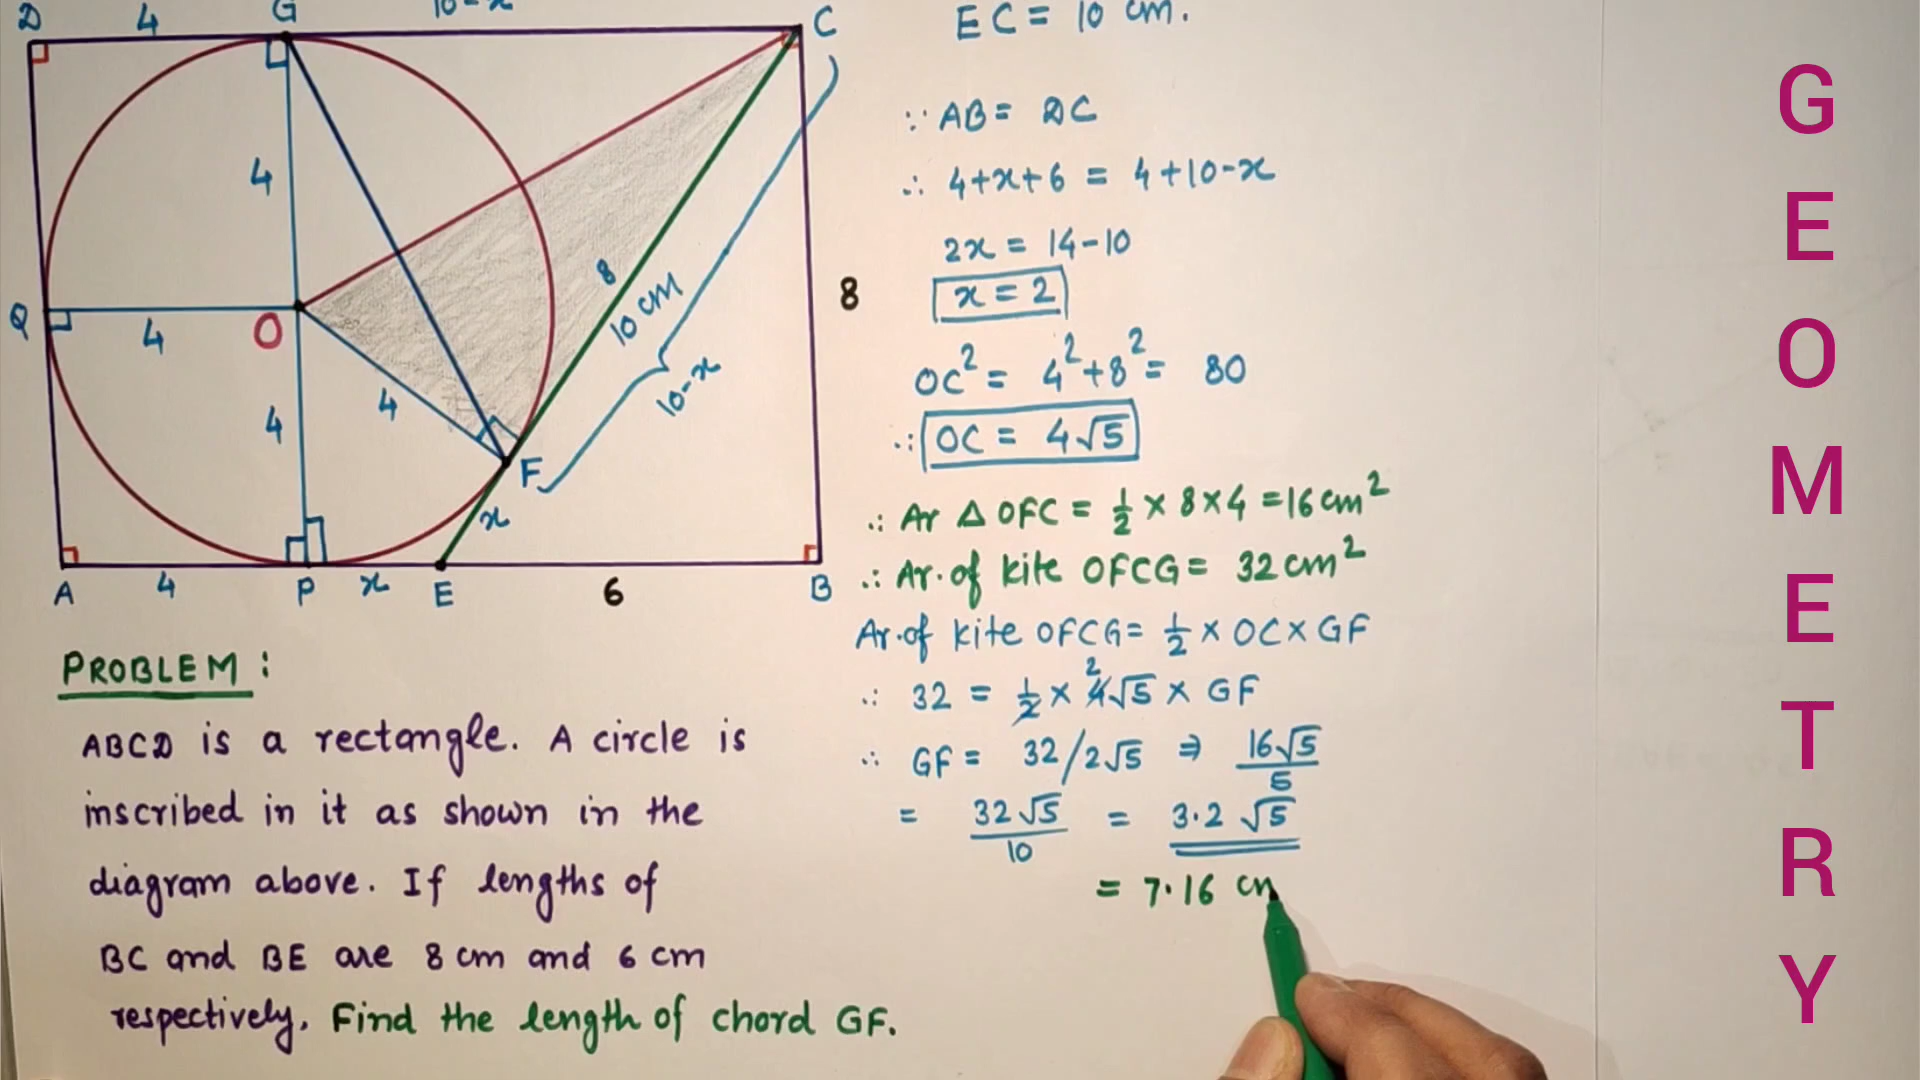 D 4 G 10-x C
4
Q 4 O 4
4
8
10 cm
10-x
8
F
x
A 4 P x E 6 B
PROBLEM :
ABCD is a rectangle. A circle is
inscribed in it as shown in the
diagram above. If lengths of
BC and BE are 8 cm and 6 cm
respectively, Find the length of chord GF.
EC = 10 cm.
∵ AB = DC
∴ 4+x+6 = 4+10-x
2x = 14-10
x = 2
OC² = 4²+8² = 80
∴ OC = 4√5
∴ Ar △ OFC = 1/2 × 8 × 4 = 16 cm²
∴ Ar. of kite OFCG = 32 cm²
Ar. of kite OFCG = 1/2 × OC × GF
2
∴ 32 = 1/2 × 4√5 × GF
∴ GF = 32/2√5 ⇒ 16√5/5
= 32√5/10 = 3.2 √5
= 7.16 cm
GEOMETRY